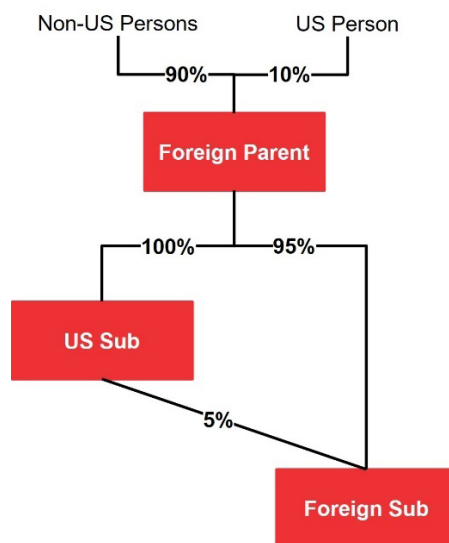 Non-US Persons
US Person
90%
10%
Foreign Parent
100%
95%
US Sub
5%
Foreign Sub